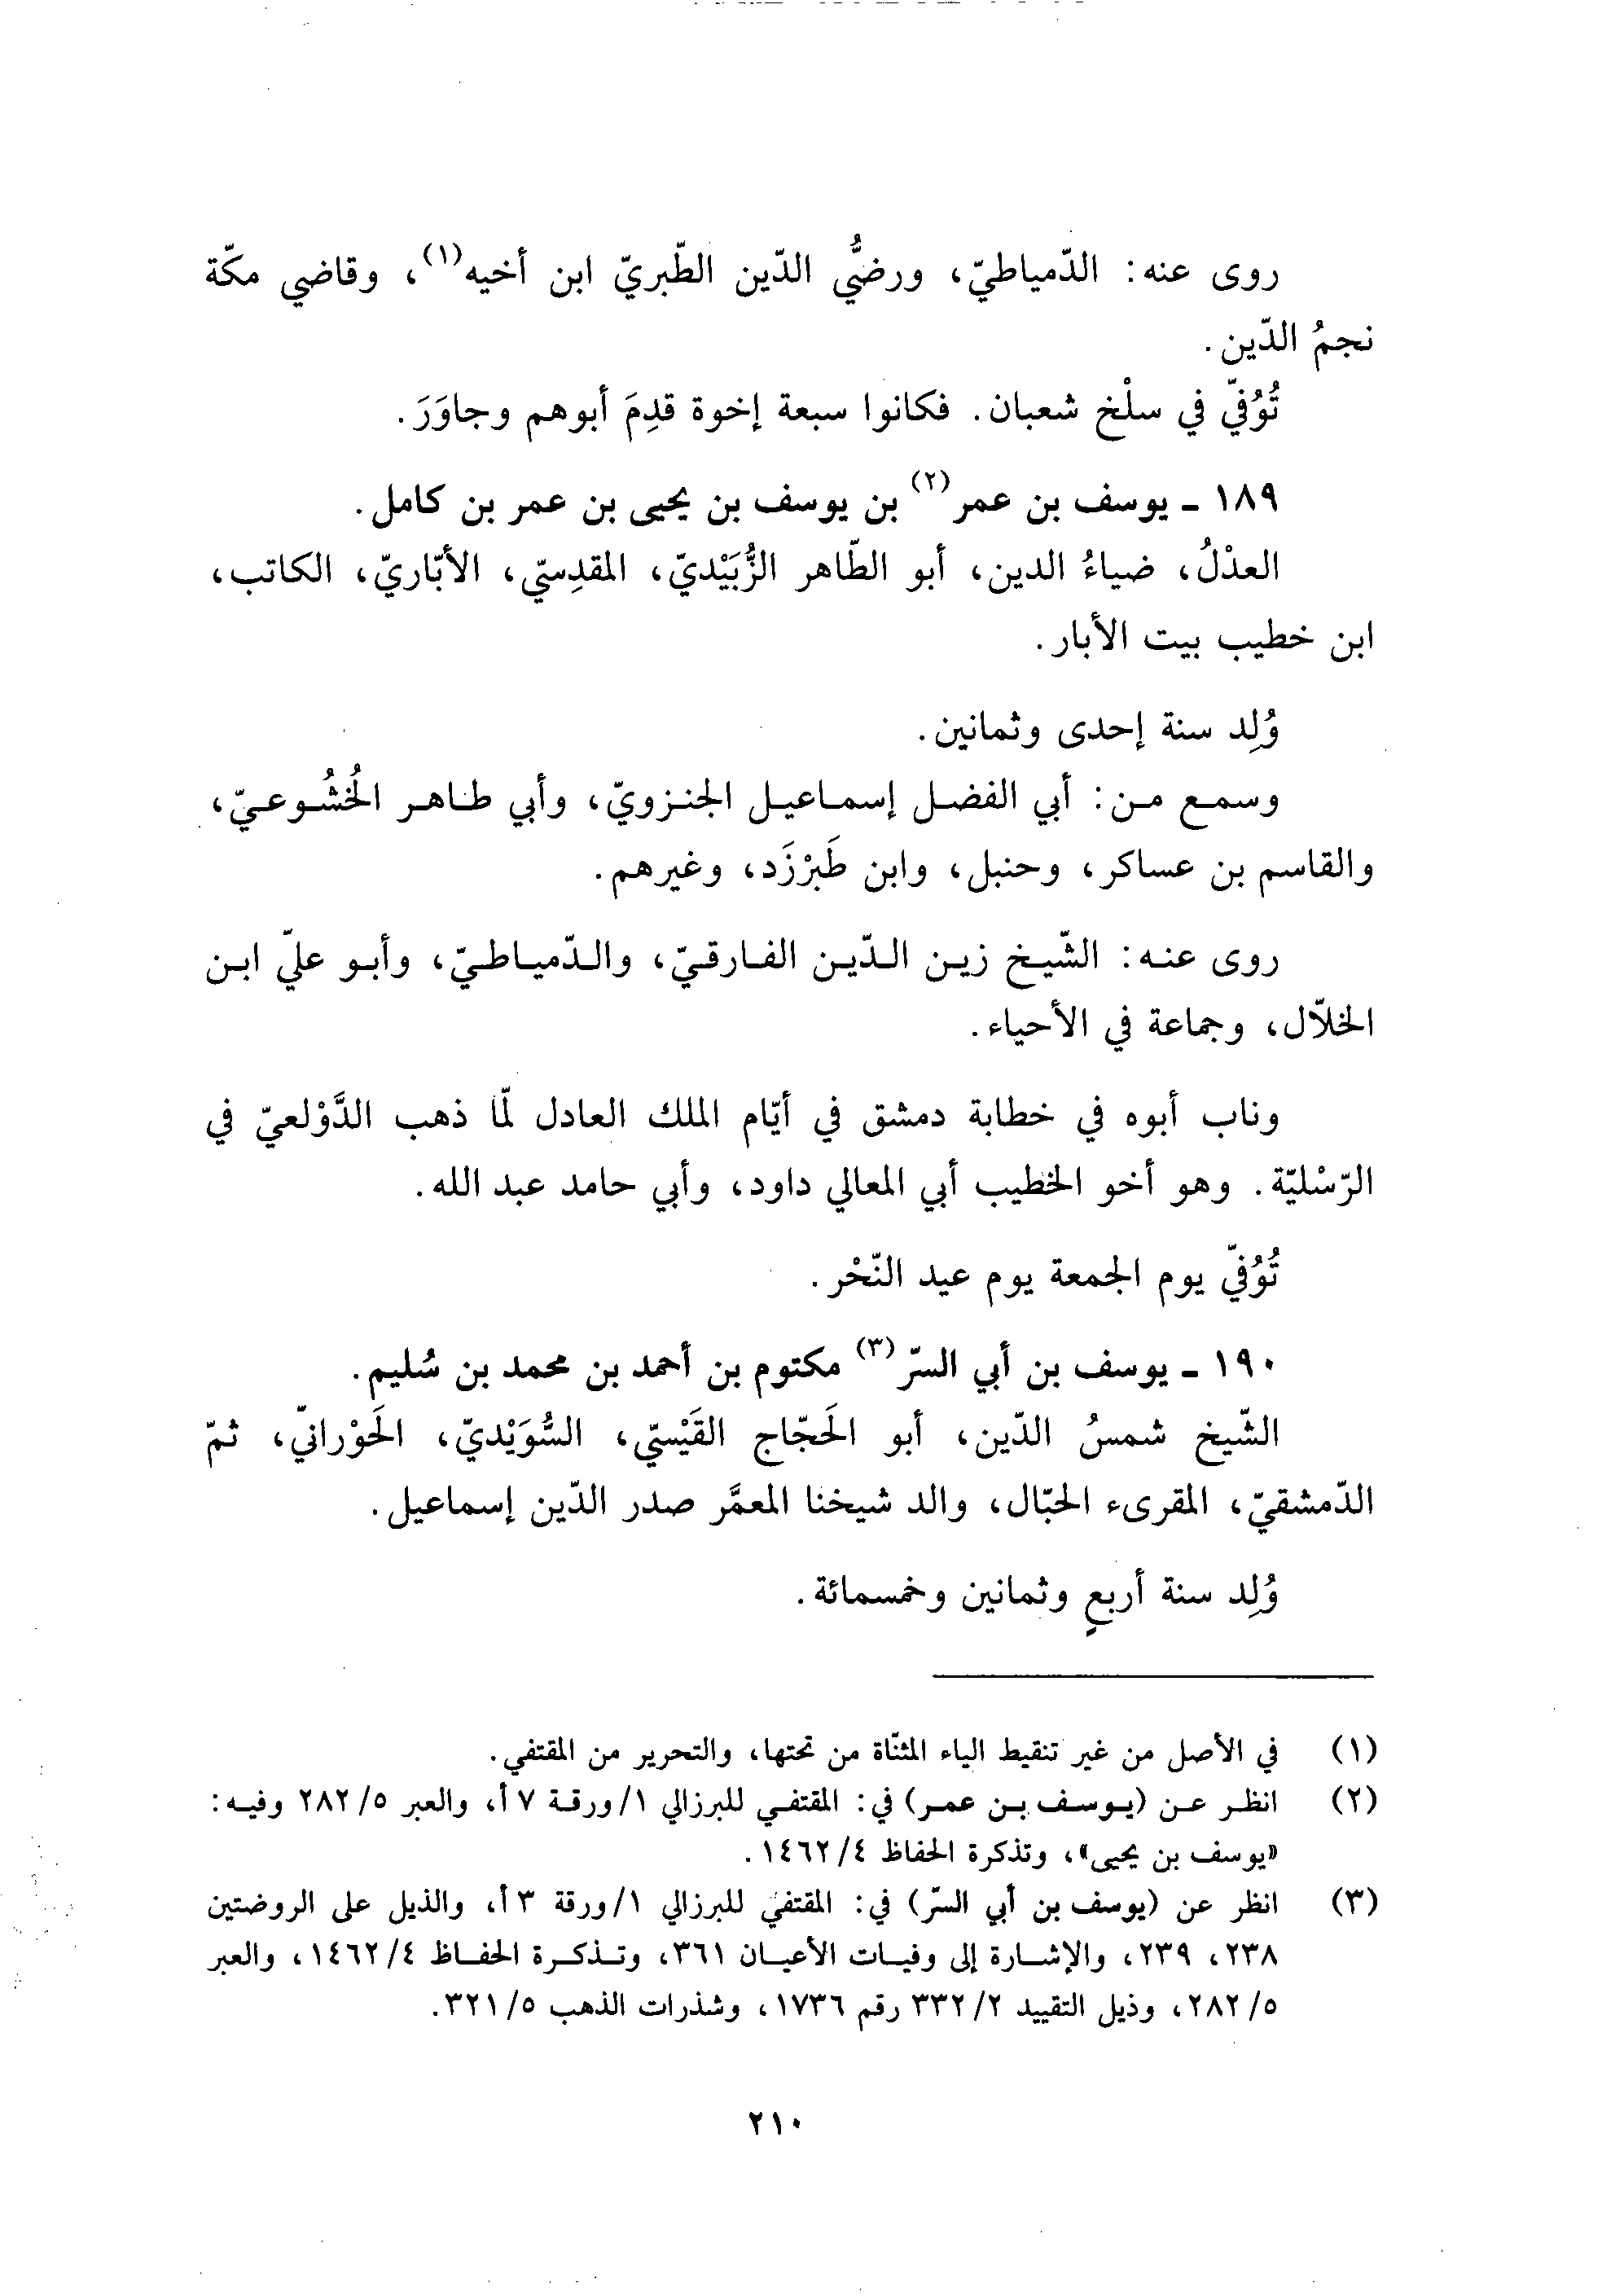 روى عنه: الدّمياطيّ، ورضيُّ الدّين الطّبريّ ابن أخيه(١)، وقاضي مكّة
نجمُ الدّين.
تُوُفّي في سلْخ شعبان. فكانوا سبعة إخوة قدِمَ أبوهم وجاوَرَ.
١٨٩ ـ يوسف بن عمر(٢) بن يوسف بن يحيى بن عمر بن كامل.
العدْلُ، ضياءُ الدين، أبو الطّاهر الزُّبَيْديّ، المقدِسيّ، الأبّاريّ، الكاتب،
ابن خطيب بيت الأبار.
وُلِد سنة إحدى وثمانين.
وسمع من: أبي الفضل إسماعيل الجنزويّ، وأبي طاهر الخُشُوعيّ،
والقاسم بن عساكر، وحنبل، وابن طَبرْزَد، وغيرهم.
روى عنه: الشّيخ زين الدّين الفارقيّ، والدّمياطيّ، وأبو عليّ ابن
الخلاّل، وجماعة في الأحياء.
وناب أبوه في خطابة دمشق في أيّام الملك العادل لمّا ذهب الدَّوْلعيّ في
الرّسْليّة. وهو أخو الخطيب أبي المعالي داود، وأبي حامد عبد الله.
تُوُفّي يوم الجمعة يوم عيد النّحْر.
١٩٠ ـ يوسف بن أبي السرّ(٣) مكتوم بن أحمد بن محمد بن سُليم.
الشّيخ شمسُ الدّين، أبو الحَجّاج القَيْسيّ، السُّوَيْديّ، الحَوْرانيّ، ثمّ
الدّمشقيّ، المقرىء الحبّال، والد شيخنا المعمَّر صدر الدّين إسماعيل.
وُلِد سنة أربعٍ وثمانين وخمسمائة.
(١) في الأصل من غير تنقيط الياء المثنّاة من تحتها، والتحرير من المقتفي.
(٢) انظر عن (يوسف بن عمر) في: المقتفي للبرزالي ١/ورقة ٧ أ، والعبر ٥/ ٢٨٢ وفيه:
«يوسف بن يحيى»، وتذكرة الحفاظ ٤/ ١٤٦٢.
(٣) انظر عن (يوسف بن أبي السرّ) في: المقتفي للبرزالي ١/ورقة ٣ أ، والذيل على الروضتين
٢٣٨، ٢٣٩، والإشارة إلى وفيات الأعيان ٣٦١، وتذكرة الحفاظ ٤/ ١٤٦٢، والعبر
٥/ ٢٨٢، وذيل التقييد ٢/ ٣٣٢ رقم ١٧٣٦، وشذرات الذهب ٥/ ٣٢١.
٢١٠